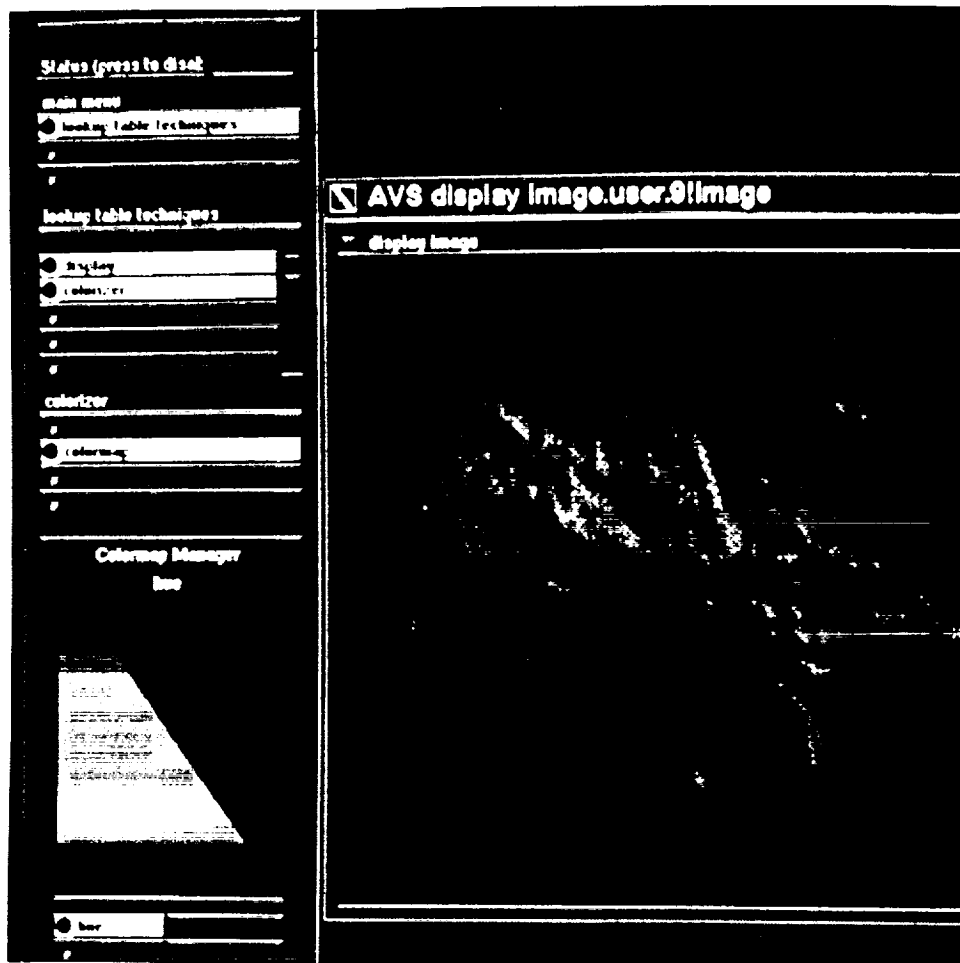 Status (press to disab
main menu
lookup table techniques
lookup table techniques
display
colorizer
colorizer
colormap
Colormap Manager
hue
hue
AVS display image.user.9!image
display image